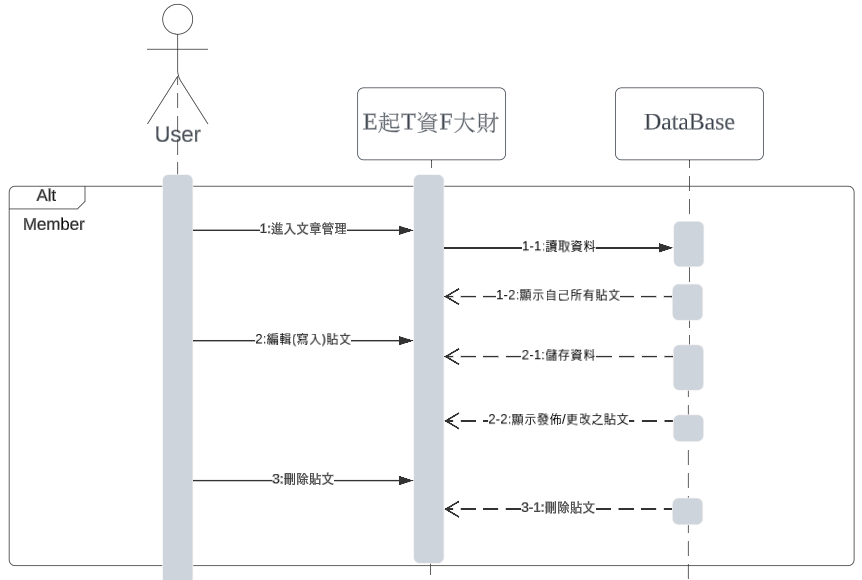 User
E起T資F大財
DataBase
Alt
Member
1:進入文章管理
1-1:讀取資料
1-2:顯示自己所有貼文
2:編輯(寫入)貼文
2-1:儲存資料
2-2:顯示發佈/更改之貼文
3:刪除貼文
3-1:刪除貼文